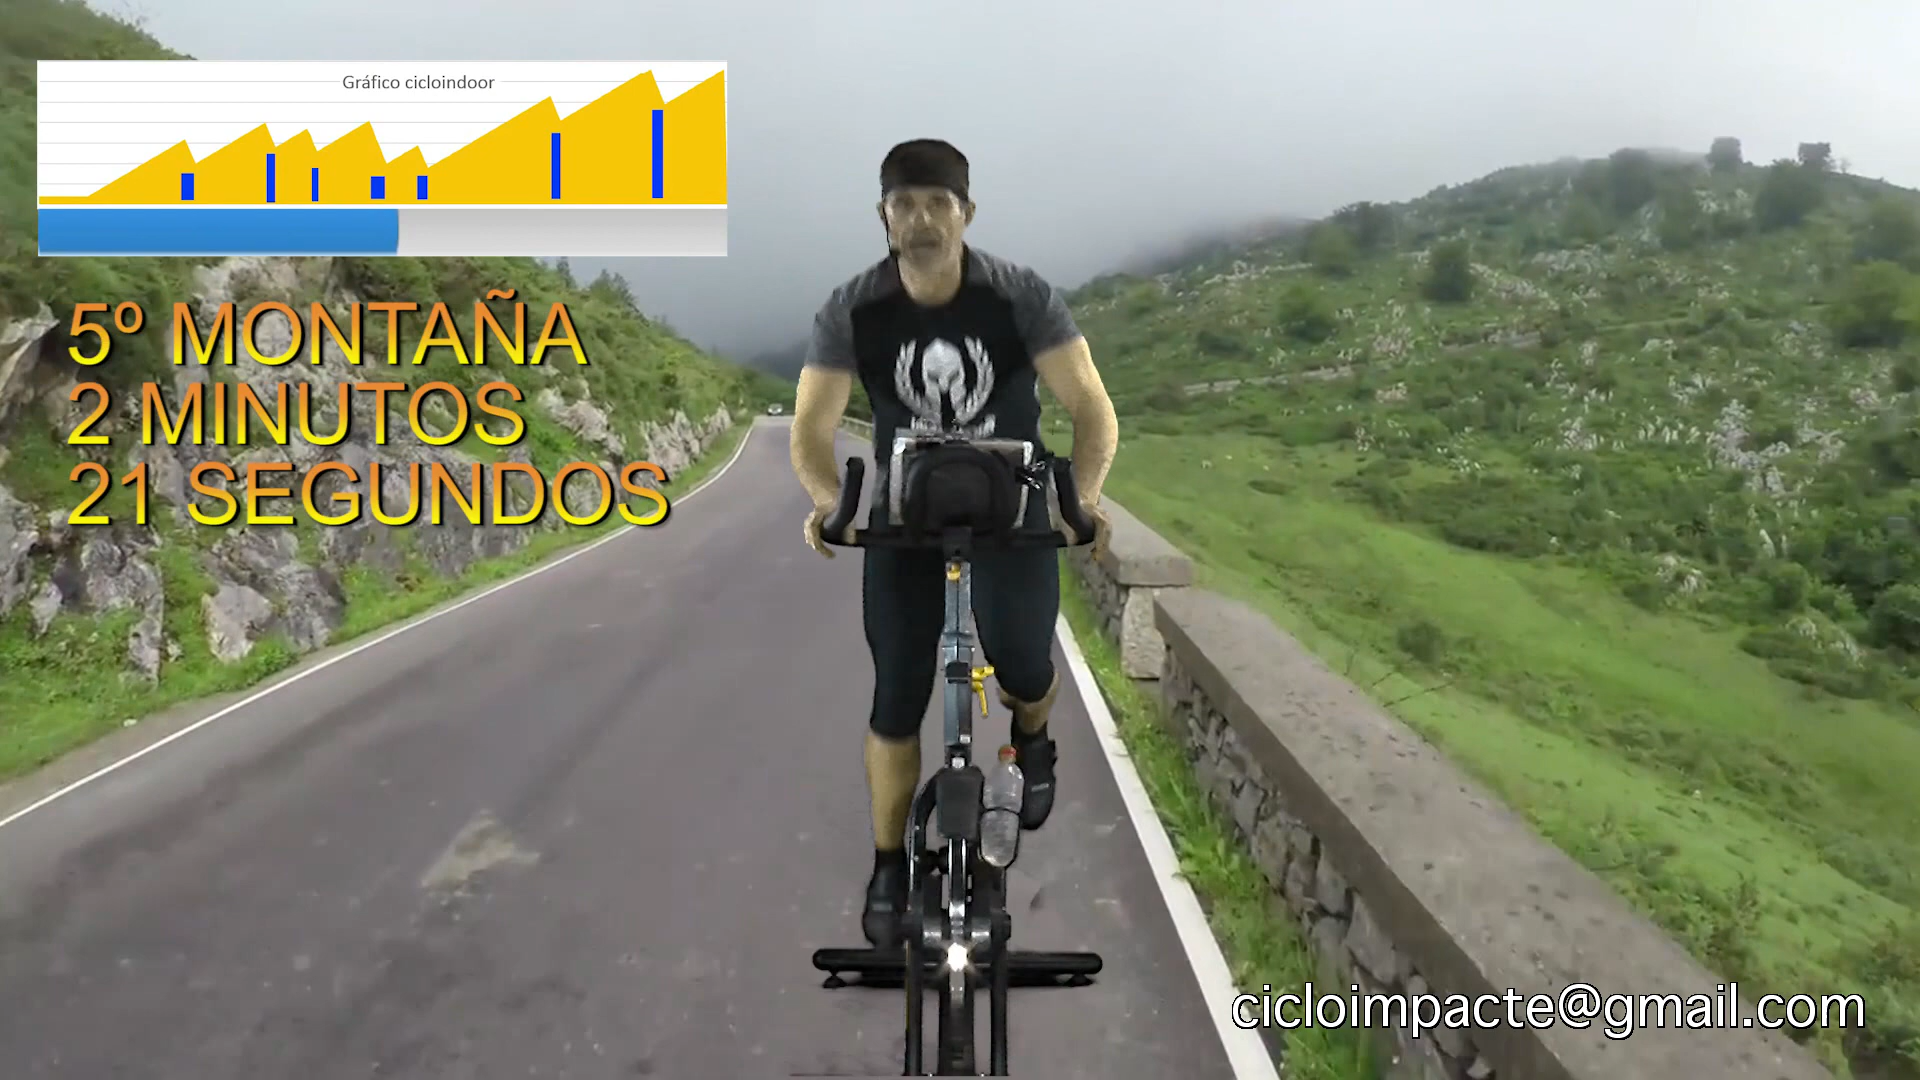 Gráfico cicloindoor
5º MONTAÑA
2 MINUTOS
21 SEGUNDOS
cicloimpacte@gmail.com